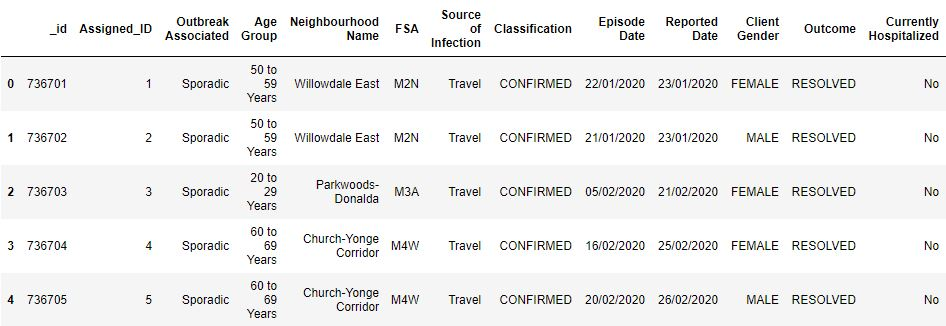 _id Assigned_ID Outbreak Associated Age Group Neighbourhood Name FSA Source of Infection Classification Episode Date Reported Date Client Gender Outcome Currently Hospitalized
0 736701 1 Sporadic 50 to 59 Years Willowdale East M2N Travel CONFIRMED 22/01/2020 23/01/2020 FEMALE RESOLVED No
1 736702 2 Sporadic 50 to 59 Years Willowdale East M2N Travel CONFIRMED 21/01/2020 23/01/2020 MALE RESOLVED No
2 736703 3 Sporadic 20 to 29 Years Parkwoods-Donalda M3A Travel CONFIRMED 05/02/2020 21/02/2020 FEMALE RESOLVED No
3 736704 4 Sporadic 60 to 69 Years Church-Yonge Corridor M4W Travel CONFIRMED 16/02/2020 25/02/2020 FEMALE RESOLVED No
4 736705 5 Sporadic 60 to 69 Years Church-Yonge Corridor M4W Travel CONFIRMED 20/02/2020 26/02/2020 MALE RESOLVED No